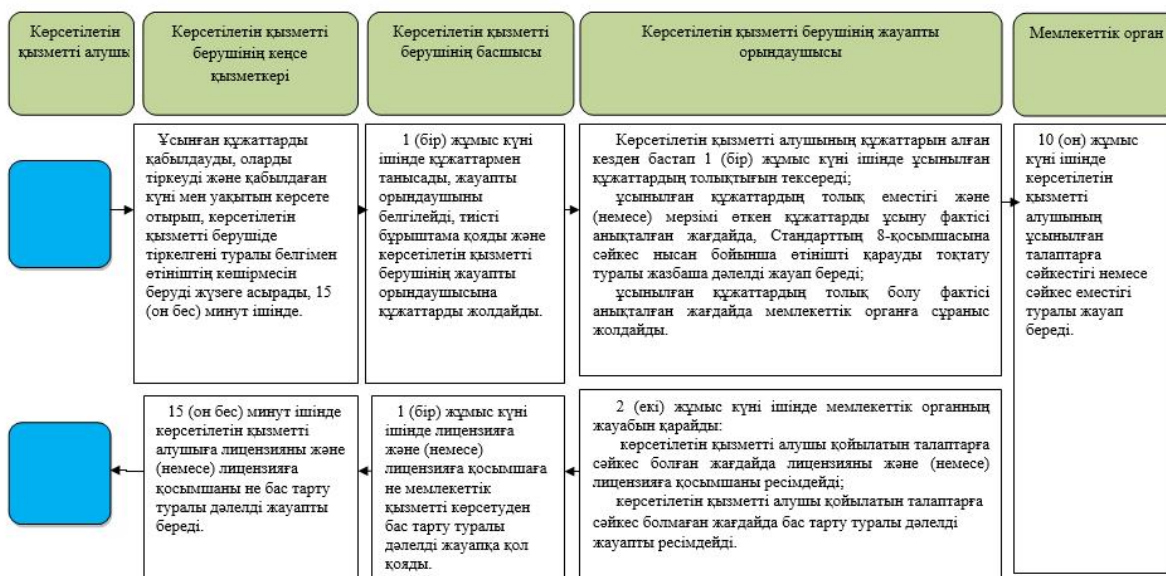 Көрсетілетін
қызметті алушы
Көрсетілетін қызметті
берушінің кеңсе
қызметкері
Көрсетілетін қызметті
берушінің басшысы
Көрсетілетін қызметті берушінің жауапты
орындаушысы
Мемлекеттік орган
Ұсынған құжаттарды
қабылдауды, оларды
тіркеуді және қабылдаған
күні мен уақытын көрсете
отырып, көрсетілетін
қызметті берушіде
тіркелгені туралы белгімен
өтініштің көшірмесін
беруді жүзеге асырады, 15
(он бес) минут ішінде.
1 (бір) жұмыс күні
ішінде құжаттармен
танысады, жауапты
орындаушыны
белгілейді, тиісті
бұрыштама қояды және
көрсетілетін қызметті
берушінің жауапты
орындаушысына
құжаттарды жолдайды.
Көрсетілетін қызметті алушының құжаттарын алған
кезден бастап 1 (бір) жұмыс күні ішінде ұсынылған
құжаттардың толықтығын тексереді;
ұсынылған құжаттардың толық еместігі және
(немесе) мерзімі өткен құжаттарды ұсыну фактісі
анықталған жағдайда, Стандарттың 8-қосымшасына
сәйкес нысан бойынша өтінішті қарауды тоқтату
туралы жазбаша дәлелді жауап береді;
ұсынылған құжаттардың толық болу фактісі
анықталған жағдайда мемлекеттік органға сұраныс
жолдайды.
10 (он) жұмыс
күні ішінде
көрсетілетін
қызметті
алушының
ұсынылған
талаптарға
сәйкестігі немесе
сәйкес еместігі
туралы жауап
береді.
15 (он бес) минут ішінде
көрсетілетін қызметті
алушыға лицензияны және
(немесе) лицензияға
қосымшаны не бас тарту
туралы дәлелді жауапты
береді.
1 (бір) жұмыс күні
ішінде лицензияға
және (немесе)
лицензияға қосымшаға
не мемлекеттік
қызметті көрсетуден
бас тарту туралы
дәлелді жауапқа қол
қояды.
2 (екі) жұмыс күні ішінде мемлекеттік органның
жауабын қарайды:
көрсетілетін қызметті алушы қойылатын талаптарға
сәйкес болған жағдайда лицензияны және (немесе)
лицензияға қосымшаны ресімдейді;
көрсетілетін қызметті алушы қойылатын талаптарға
сәйкес болмаған жағдайда бас тарту туралы дәлелді
жауапты ресімдейді.